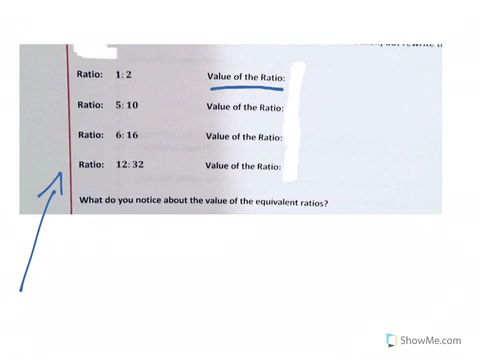 but rewrite
Ratio: 1: 2 Value of the Ratio:
Ratio: 5: 10 Value of the Ratio:
Ratio: 6: 16 Value of the Ratio:
Ratio: 12: 32 Value of the Ratio:
What do you notice about the value of the equivalent ratios?
ShowMe.com